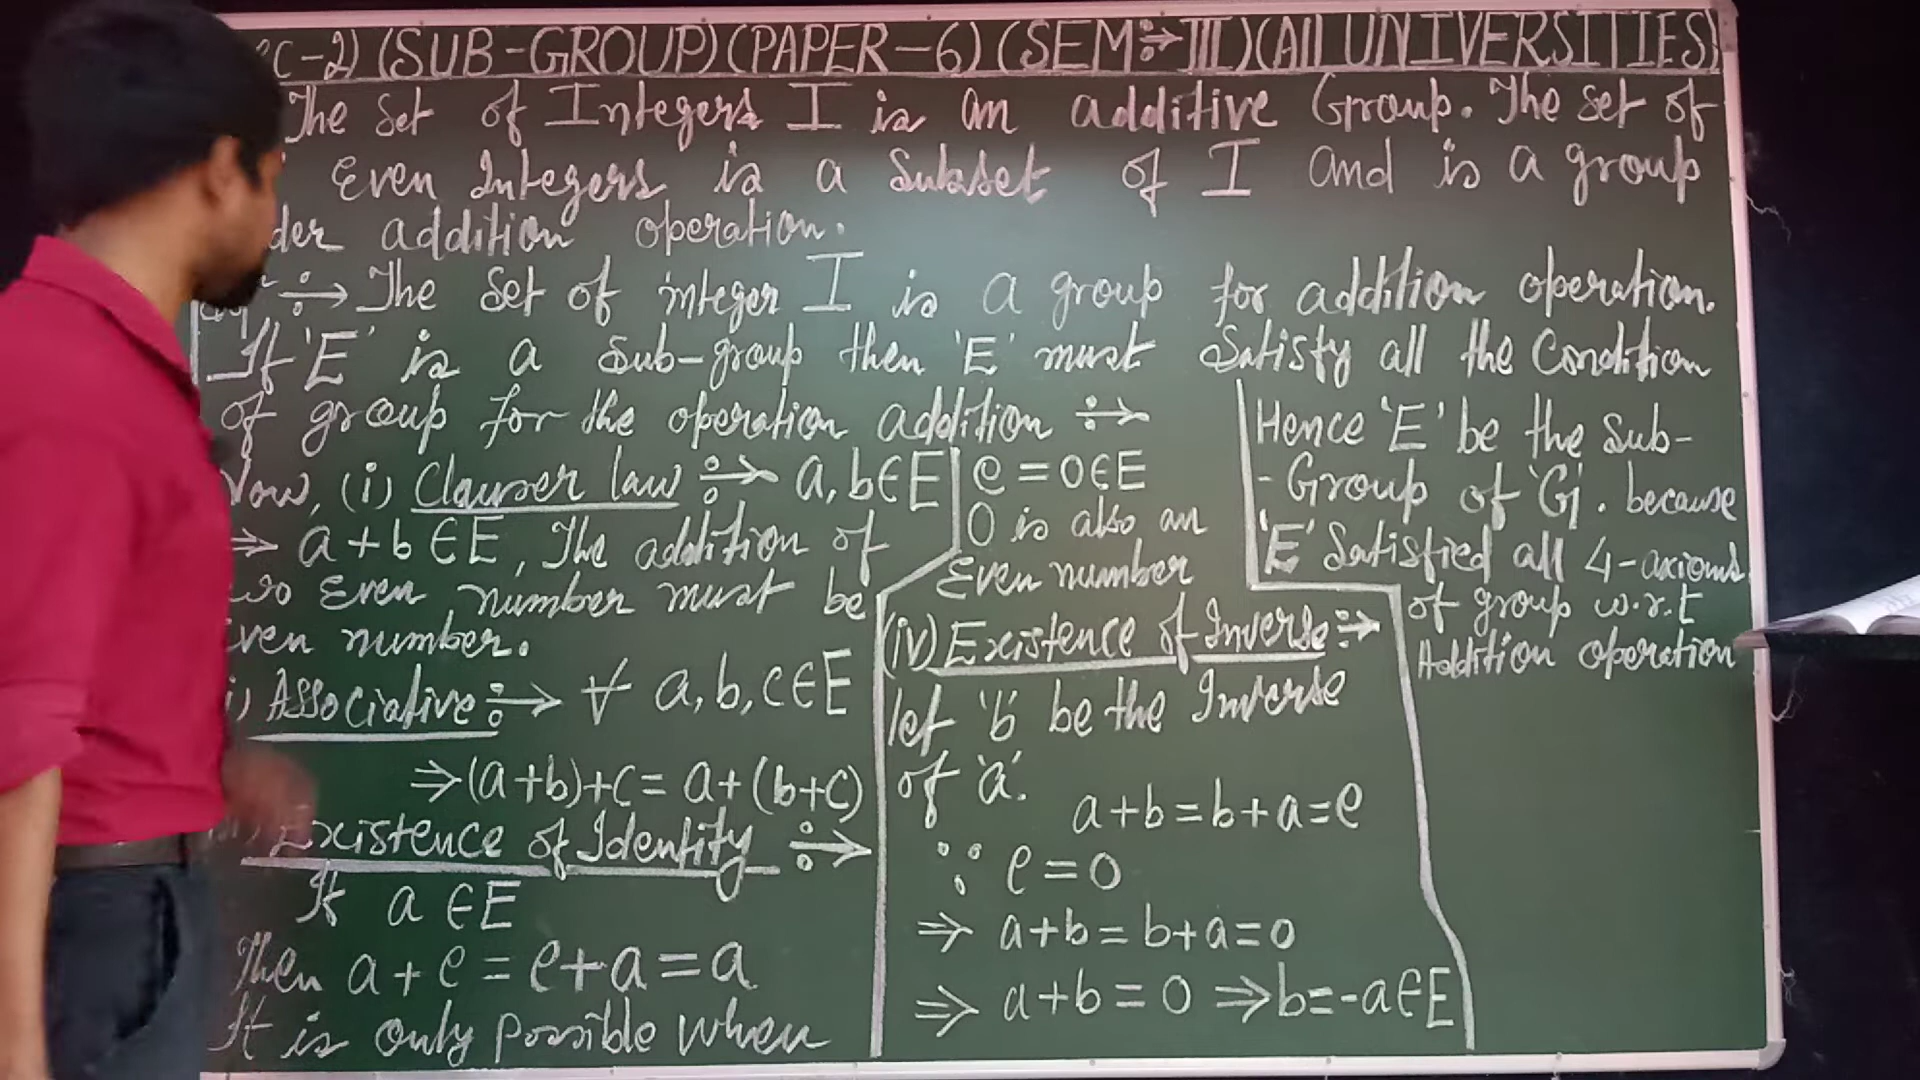 C-2) (SUB-GROUP) (PAPER-6) (SEM÷→III) (All UNIVERSITIES)
The Set of Integers I is an additive Group. The set of
Even Integers is a Subset of I and is a group
der addition operation.
÷→ The Set of integer I is a group for addition operation.
If 'E' is a Sub-group then 'E' must Satisfy all the Condition
of group for the operation addition ÷→
Now, (i) Clouser law ÷→ a, b∈E
⇒ a+b∈E, The addition of
wo Even number must be
ven number.
i) Associative ÷→ ∀ a, b, c∈E
⇒(a+b)+c = a+(b+c)
) Existence of Identity ÷→
If a∈E
Then a+e = e+a = a
It is only possible when
e = 0∈E
0 is also an
Even number
(iv) Existence of Inverse ÷→
let 'b' be the Inverse
of 'a'.
a+b = b+a = e
∵ e = 0
⇒ a+b = b+a = 0
⇒ a+b = 0 ⇒ b = -a∈E
Hence 'E' be the Sub-
-Group of 'G'. because
'E' Satisfied all 4-axioms
of group w.r.t
Addition operation